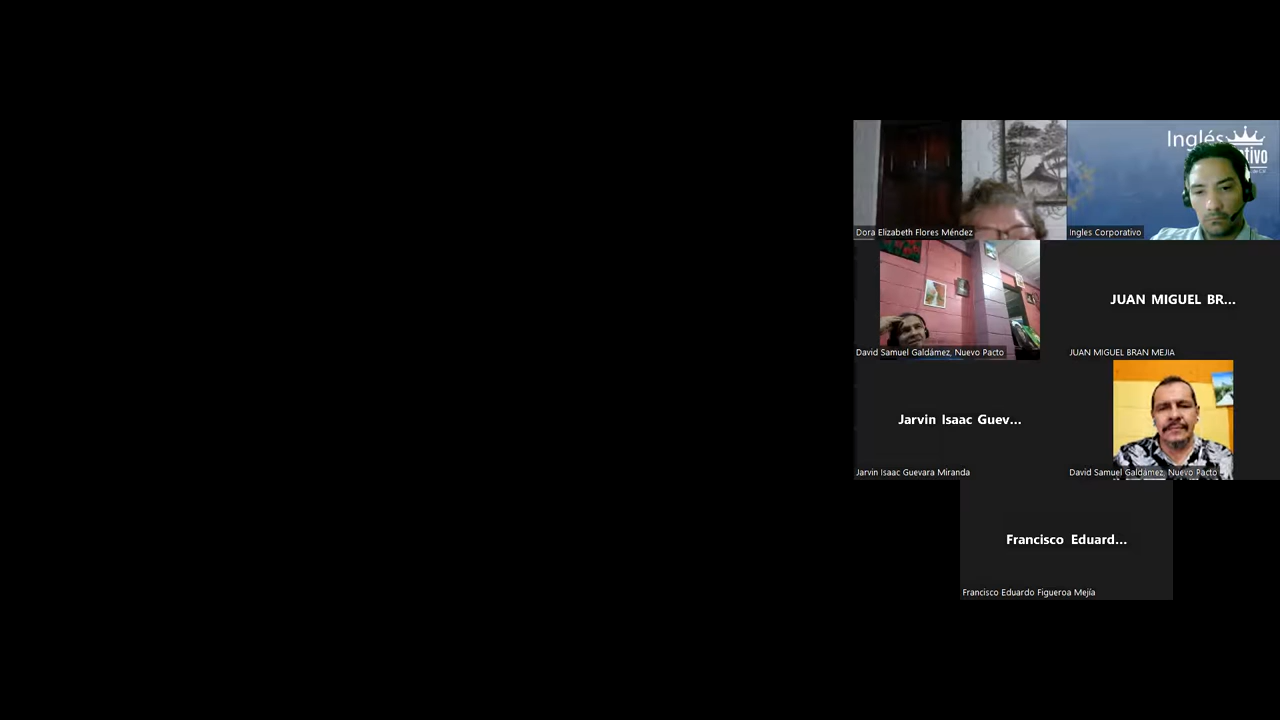 Inglés
Dora Elizabeth Flores Méndez
Ingles Corporativo
JUAN MIGUEL BR...
David Samuel Galdámez, Nuevo Pacto
JUAN MIGUEL BRAN MEJIA
Jarvin Isaac Guev...
Jarvin Isaac Guevara Miranda
David Samuel Galdámez, Nuevo Pacto
Francisco Eduard...
Francisco Eduardo Figueroa Mejía